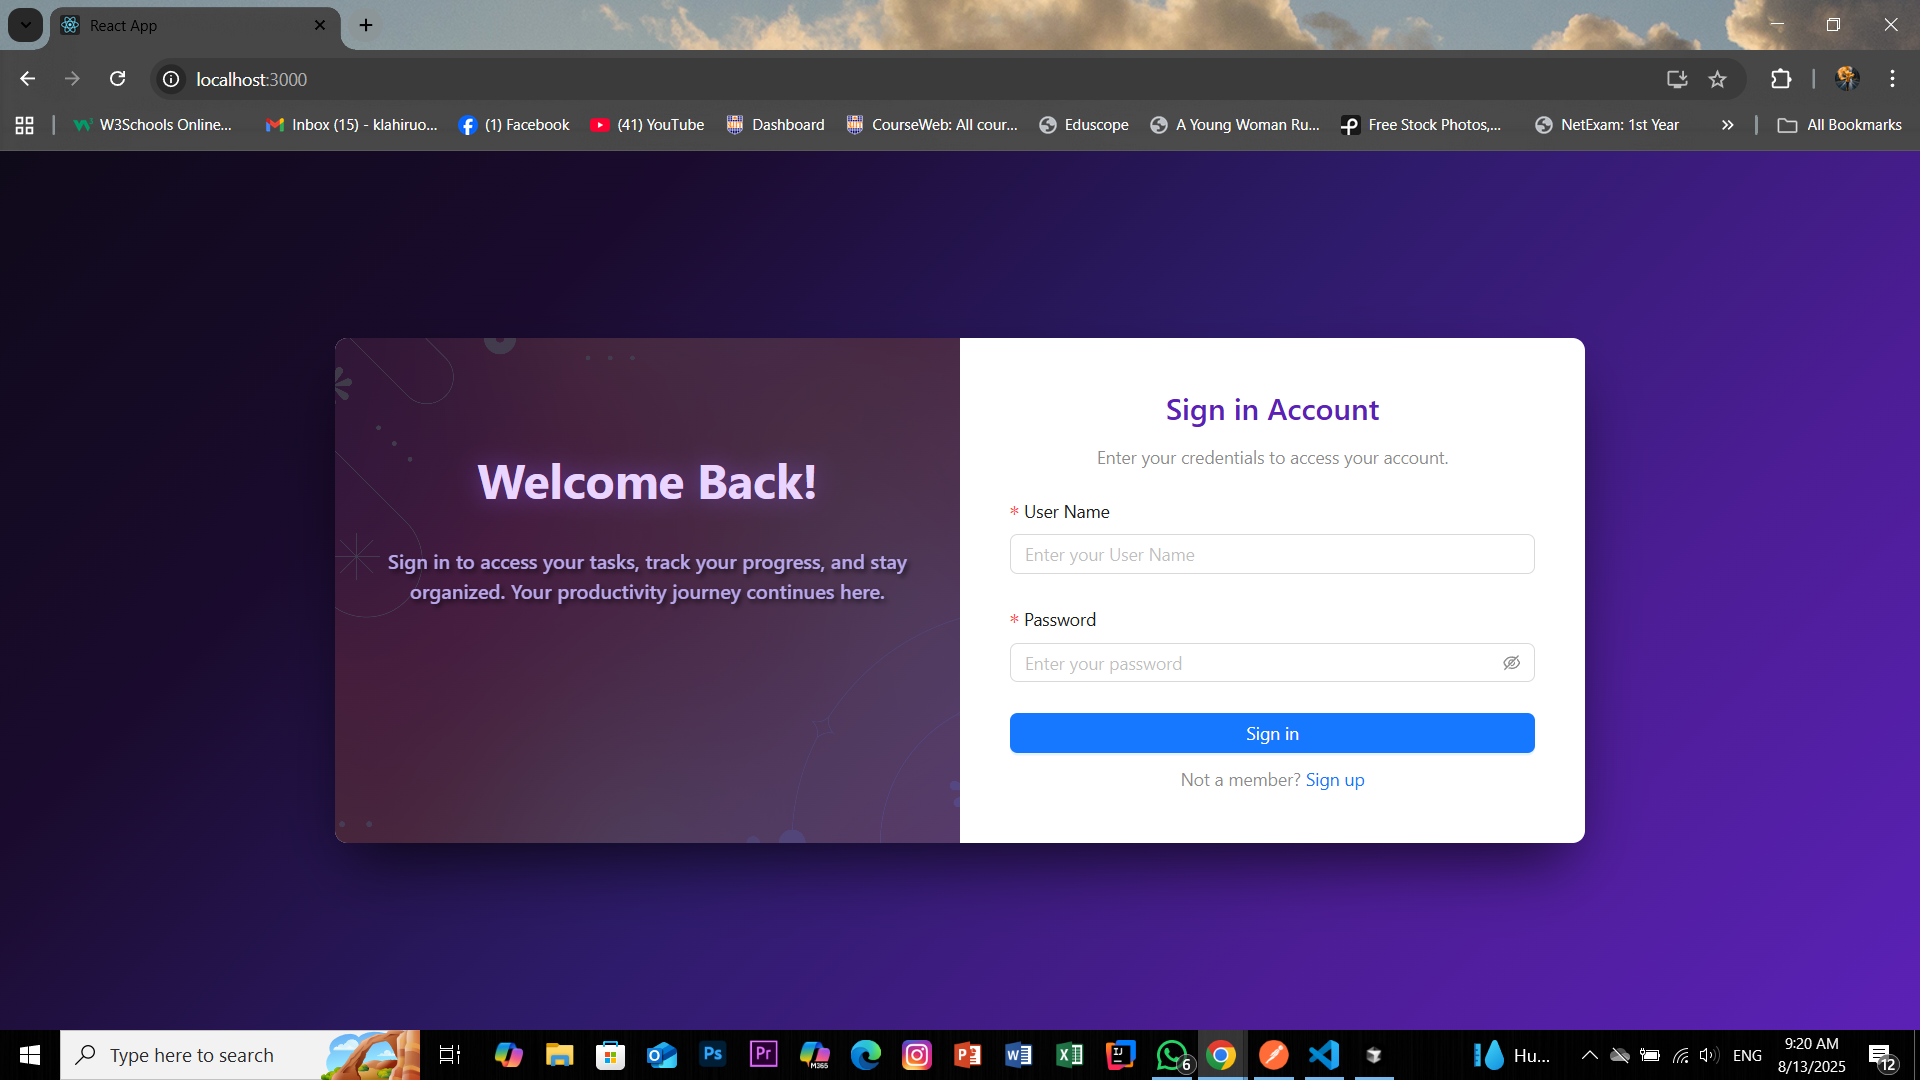 React App
localhost:3000
W3Schools Online...
Inbox (15) - klahiruo...
(1) Facebook
(41) YouTube
Dashboard
CourseWeb: All cour...
Eduscope
A Young Woman Ru...
Free Stock Photos,...
NetExam: 1st Year
All Bookmarks
Welcome Back!
Sign in to access your tasks, track your progress, and stay
organized. Your productivity journey continues here.
Sign in Account
Enter your credentials to access your account.
* User Name
Enter your User Name
* Password
Enter your password
Sign in
Not a member? Sign up
Type here to search
Ps
Pr
M365
6
Hu...
ENG
9:20 AM
8/13/2025
12